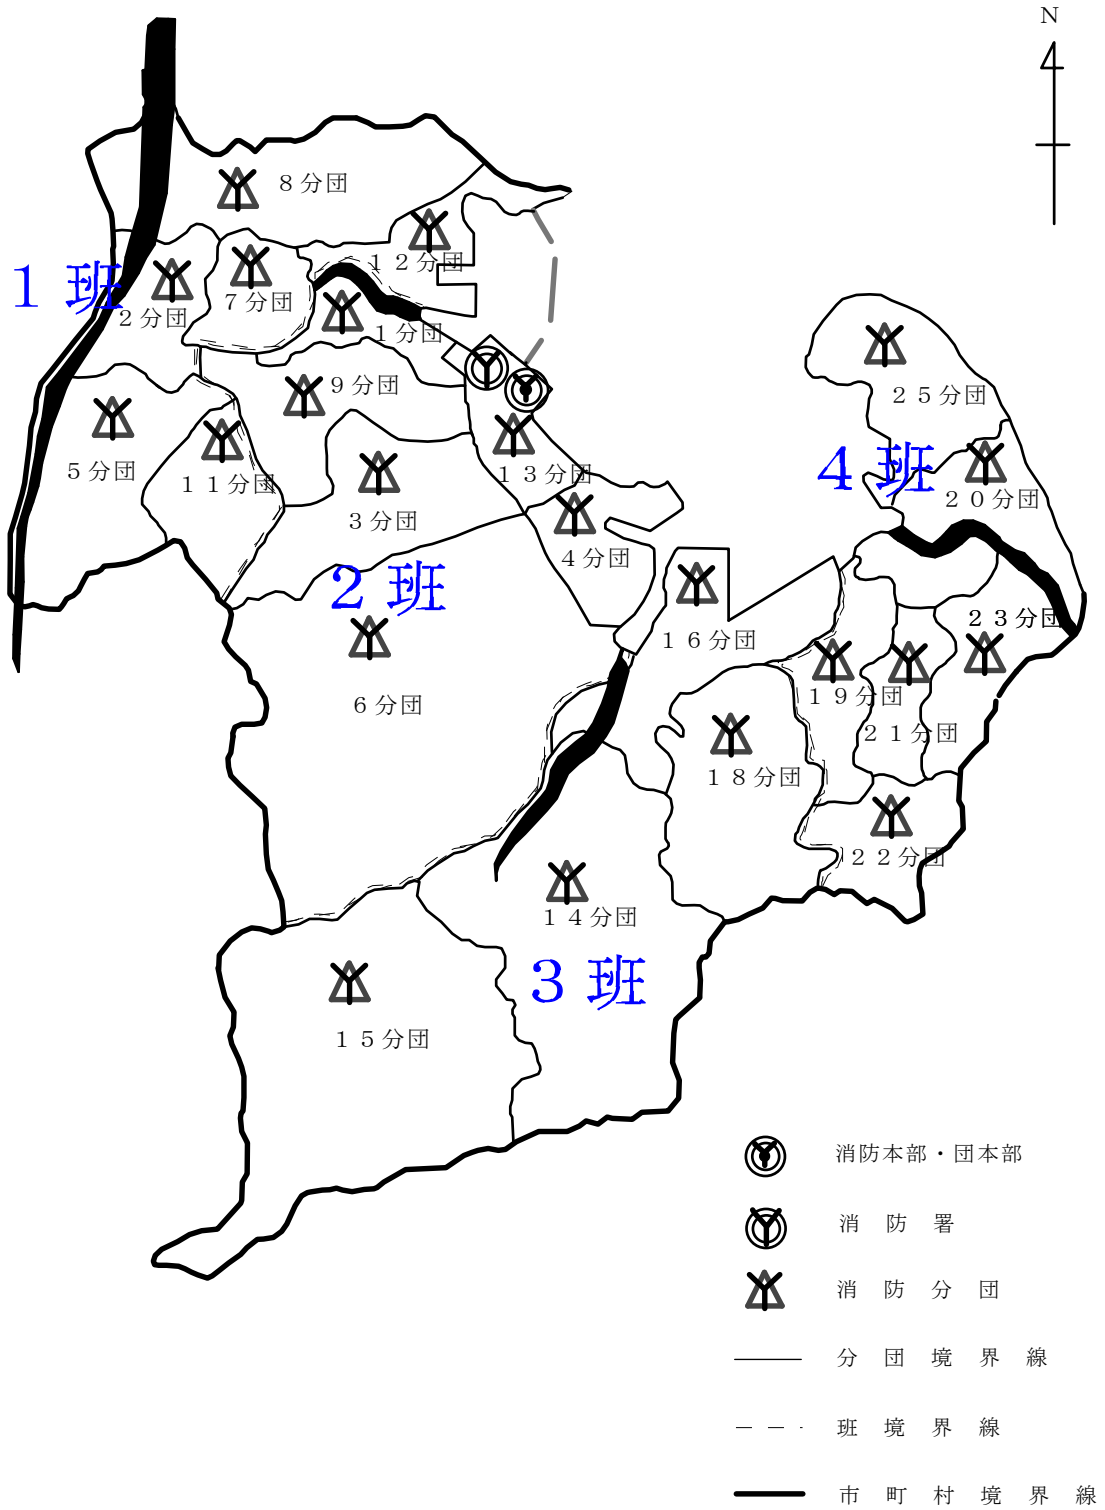 N
８分団
１２分団
１班
７分団
２分団
１分団
９分団
２５分団
５分団
１１分団
１３分団
４班
２０分団
３分団
４分団
２班
２３分団
１６分団
６分団
１９分団
２１分団
１８分団
２２分団
１４分団
３班
１５分団
消防本部・団本部
消防署
消防分団
分団境界線
班境界線
市町村境界線